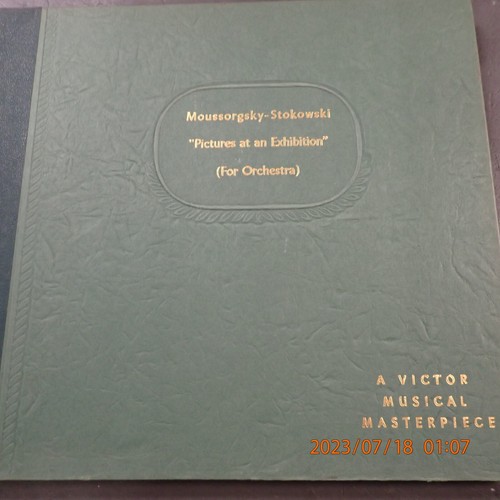 Moussorgsky-Stokowski
"Pictures at an Exhibition"
(For Orchestra)
A VICTOR
MUSICAL
MASTERPIECE
2023/07/18 01:07